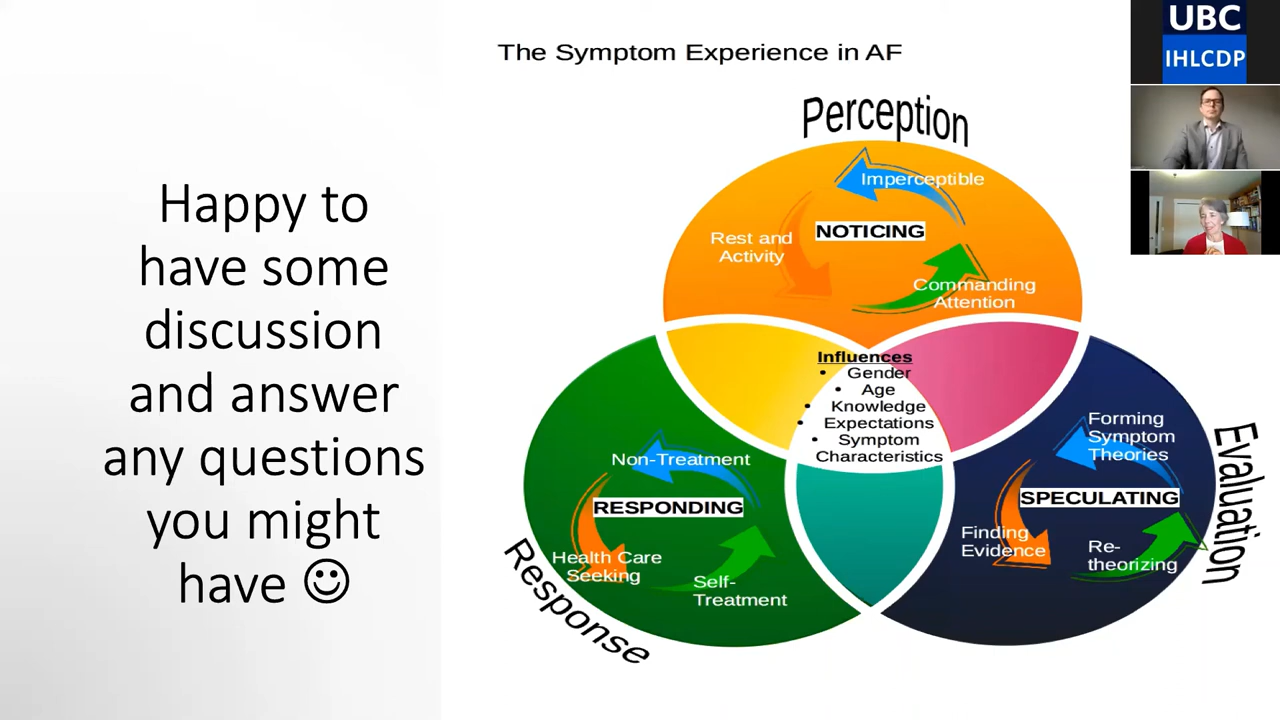 Happy to
have some
discussion
and answer
any questions
you might
have ☺
The Symptom Experience in AF
Perception
Imperceptible
NOTICING
Rest and
Activity
Commanding
Attention
Influences
• Gender
• Age
• Knowledge
• Expectations
• Symptom
Characteristics
Non-Treatment
RESPONDING
Health Care
Seeking
Self-
Treatment
Response
Forming
Symptom
Theories
SPECULATING
Finding
Evidence
Re-
theorizing
Evaluation
UBC
IHLCDP